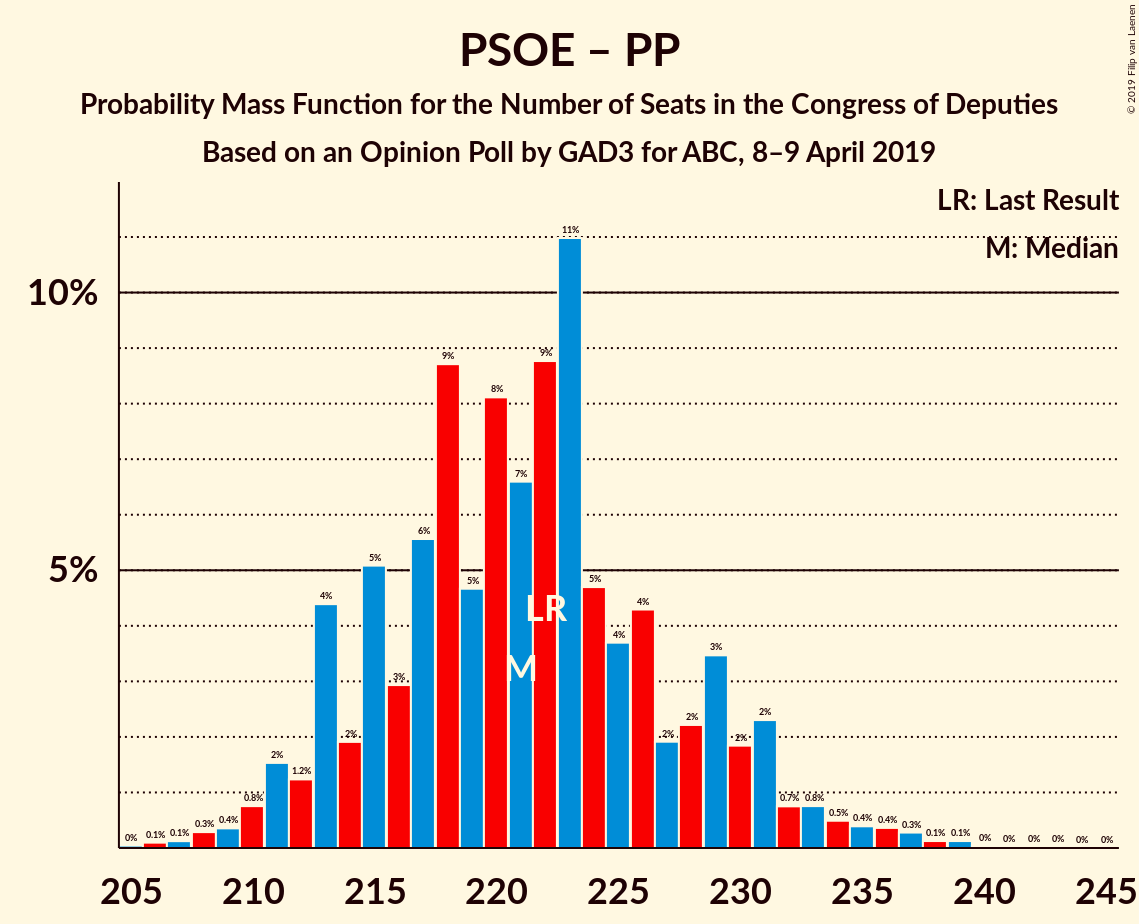 PSOE – PP
Probability Mass Function for the Number of Seats in the Congress of Deputies
Based on an Opinion Poll by GAD3 for ABC, 8–9 April 2019
© 2019 Filip van Laenen
LR: Last Result
M: Median
10%
5%
0% 0.1% 0.1% 0.3% 0.4% 0.8% 2% 1.2% 4% 2% 5% 3% 6% 9% 5% 8% 7% 9% 11% 5% 4% 4% 2% 2% 3% 2% 2% 0.7% 0.8% 0.5% 0.4% 0.4% 0.3% 0.1% 0.1% 0% 0% 0% 0% 0% 0%
LR
M
205 210 215 220 225 230 235 240 245